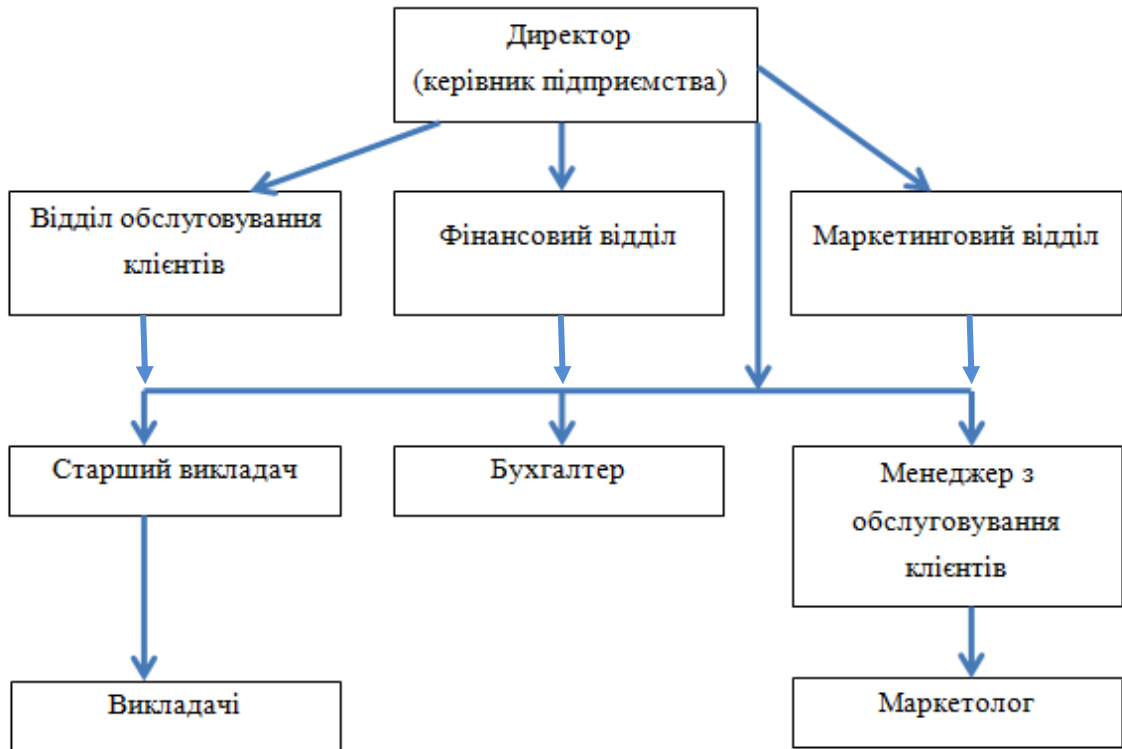 Директор
(керівник підприємства)
Відділ обслуговування
клієнтів
Фінансовий відділ
Маркетинговий відділ
Старший викладач
Бухгалтер
Менеджер з
обслуговування
клієнтів
Викладачі
Маркетолог